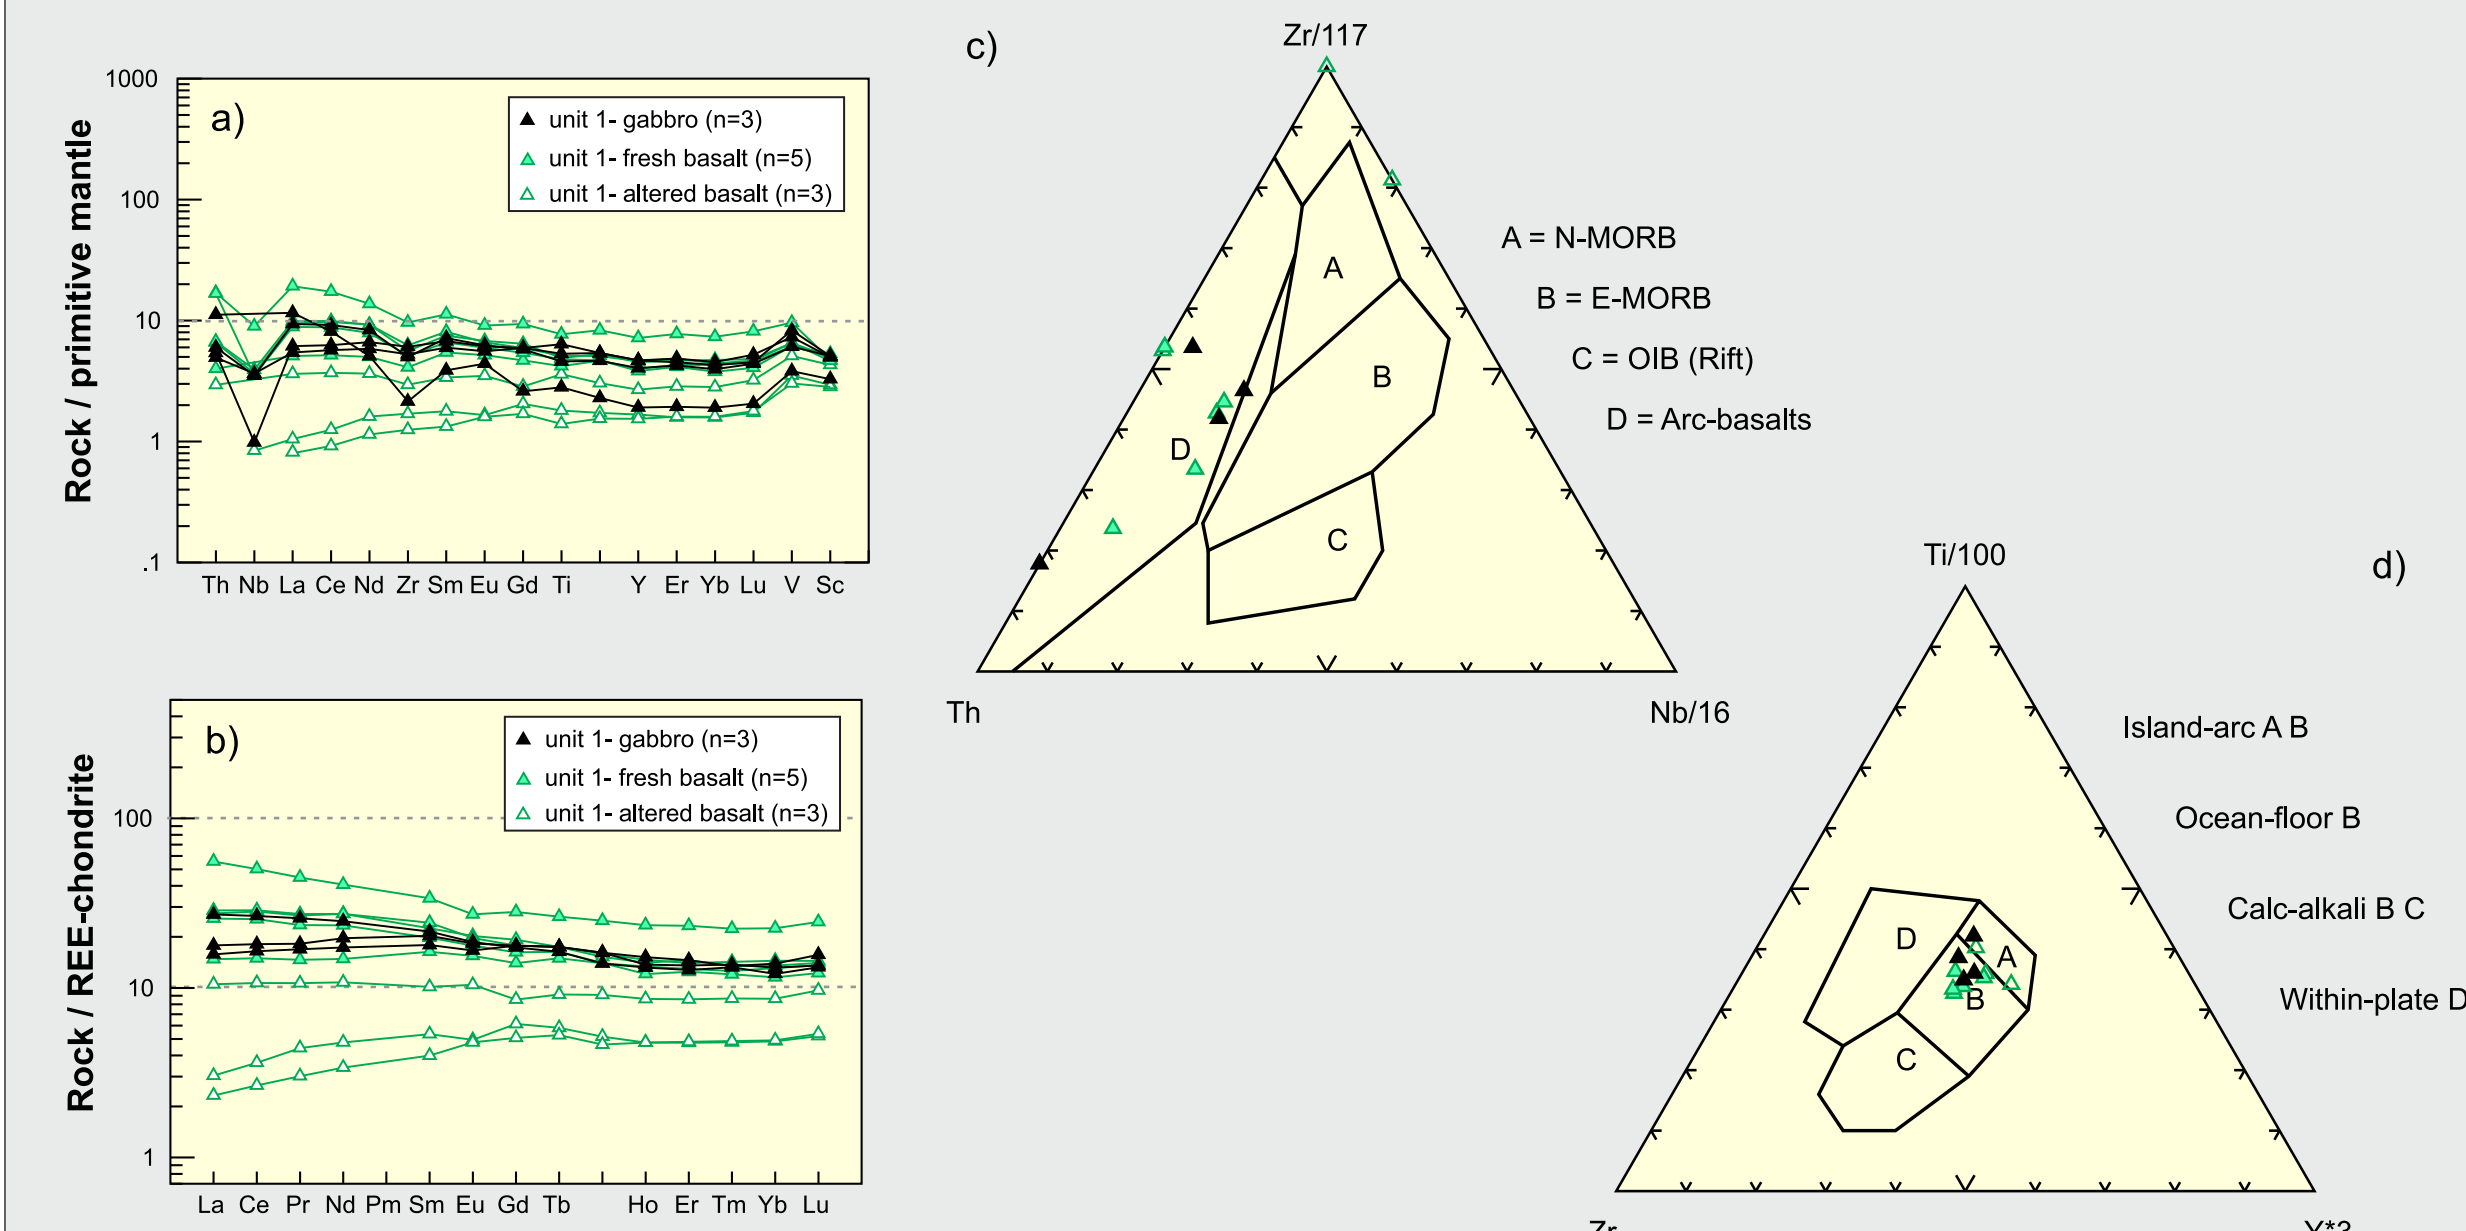 a)
Rock / primitive mantle
1000
100
10
1
.1
unit 1- gabbro (n=3)
unit 1- fresh basalt (n=5)
unit 1- altered basalt (n=3)
Th Nb La Ce Nd Zr Sm Eu Gd Ti Y Er Yb Lu V Sc
b)
Rock / REE-chondrite
100
10
1
unit 1- gabbro (n=3)
unit 1- fresh basalt (n=5)
unit 1- altered basalt (n=3)
La Ce Pr Nd Pm Sm Eu Gd Tb Ho Er Tm Yb Lu
c)
Zr/117
A
B
C
D
Th
Nb/16
A = N-MORB
B = E-MORB
C = OIB (Rift)
D = Arc-basalts
d)
Ti/100
D
A
B
C
Zr
Y*3
Island-arc A B
Ocean-floor B
Calc-alkali B C
Within-plate D